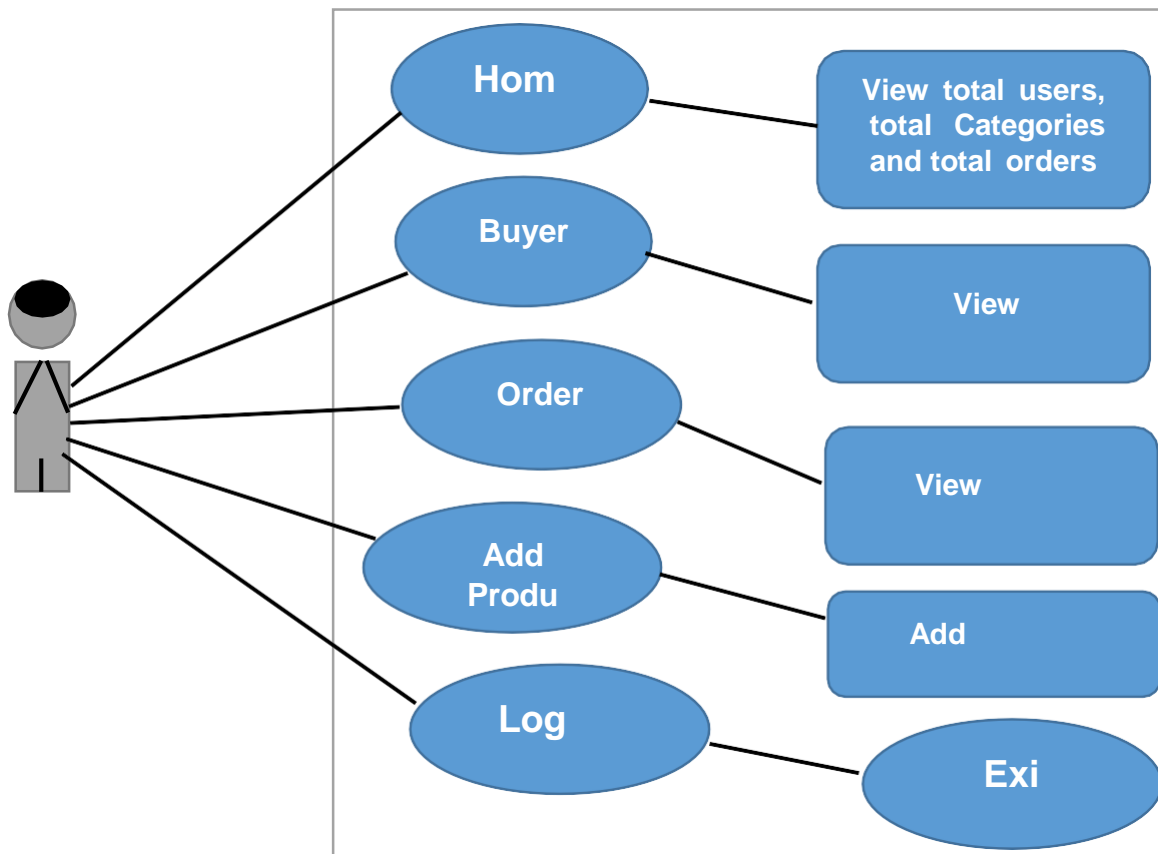 Hom
View total users,
total Categories
and total orders
Buyer
View
Order
View
Add
Produ
Add
Log
Exi